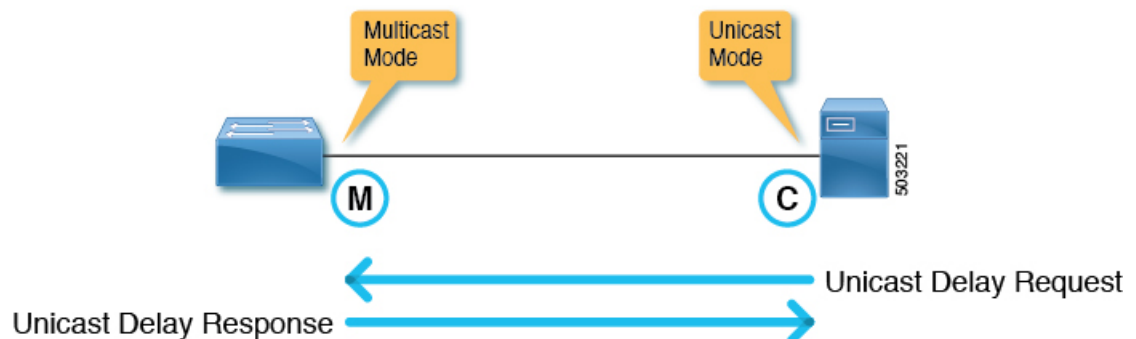 Multicast
Mode
Unicast
Mode
503221
M
C
Unicast Delay Request
Unicast Delay Response